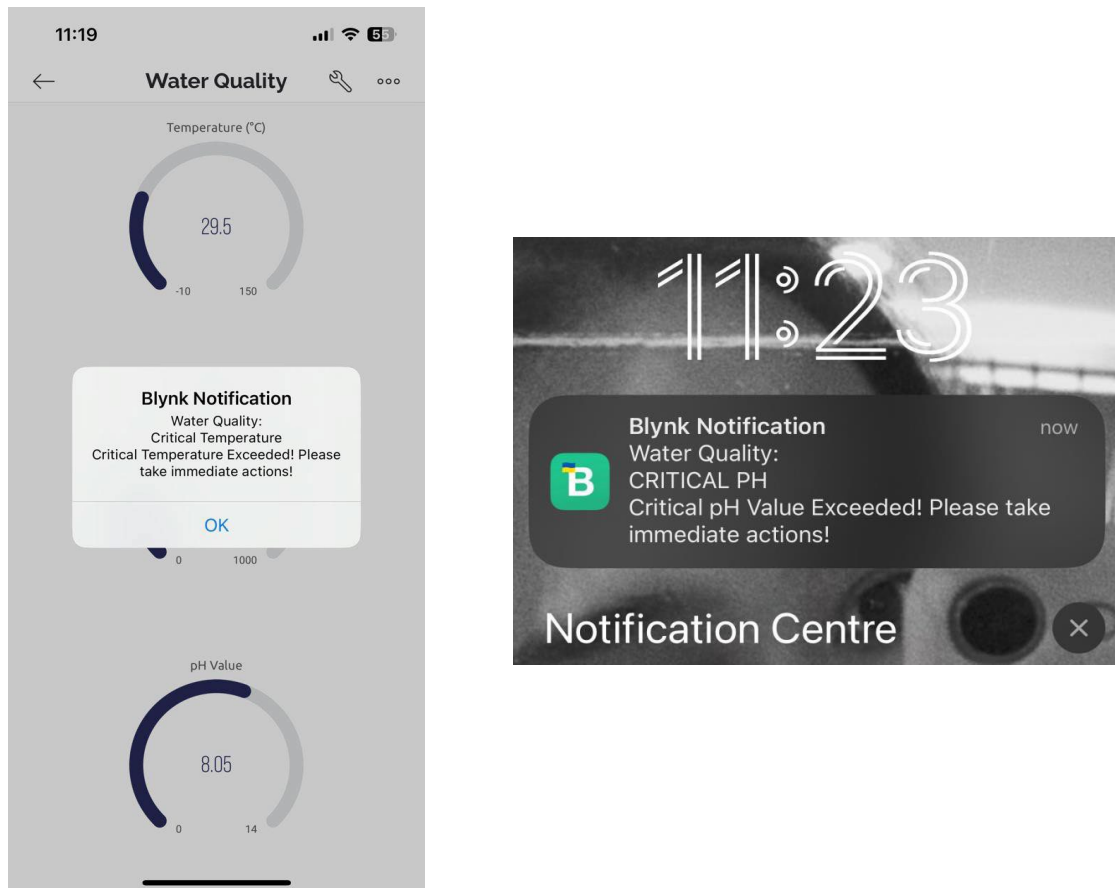 11:19
55
Water Quality
Temperature (°C)
29.5
-10 150
Blynk Notification
Water Quality:
Critical Temperature
Critical Temperature Exceeded! Please
take immediate actions!
OK
0 1000
pH Value
8.05
0 14
11:23
B
Blynk Notification now
Water Quality:
CRITICAL PH
Critical pH Value Exceeded! Please take
immediate actions!
Notification Centre